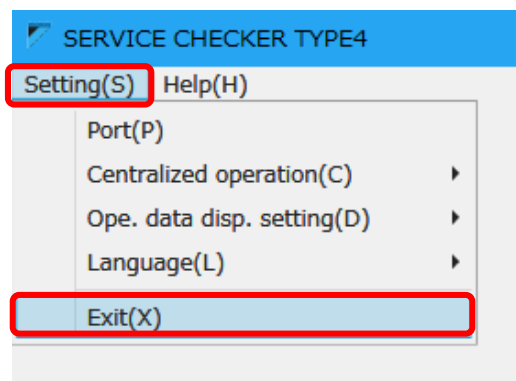 SERVICE CHECKER TYPE4
Setting(S) Help(H)
Port(P)
Centralized operation(C)
Ope. data disp. setting(D)
Language(L)
Exit(X)